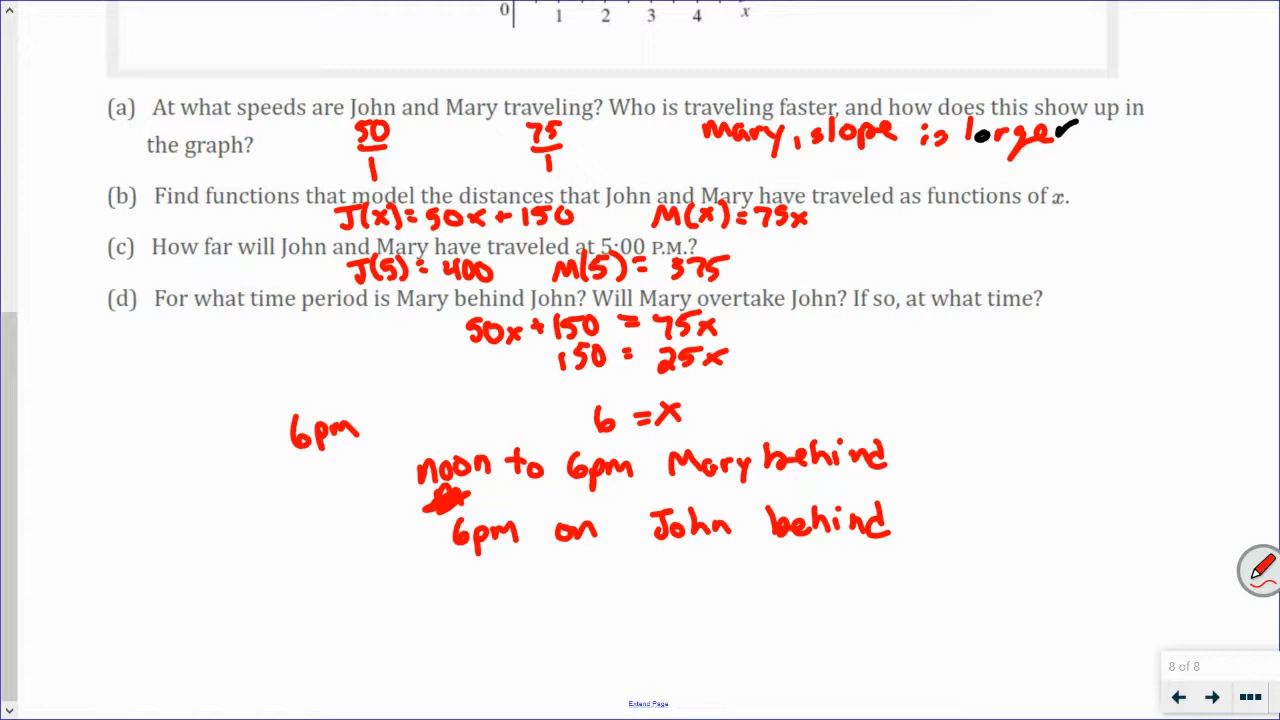 0 1 2 3 4 x
(a) At what speeds are John and Mary traveling? Who is traveling faster, and how does this show up in
50/1 75/1 Mary, slope is larger
the graph?
(b) Find functions that model the distances that John and Mary have traveled as functions of x.
J(x) = 50x + 150 M(x) = 75x
(c) How far will John and Mary have traveled at 5:00 P.M.?
J(5) = 400 M(5) = 375
(d) For what time period is Mary behind John? Will Mary overtake John? If so, at what time?
50x + 150 = 75x
150 = 25x
6 = x
6pm
noon to 6pm Mary behind
6pm on John behind
8 of 8
Extend Page